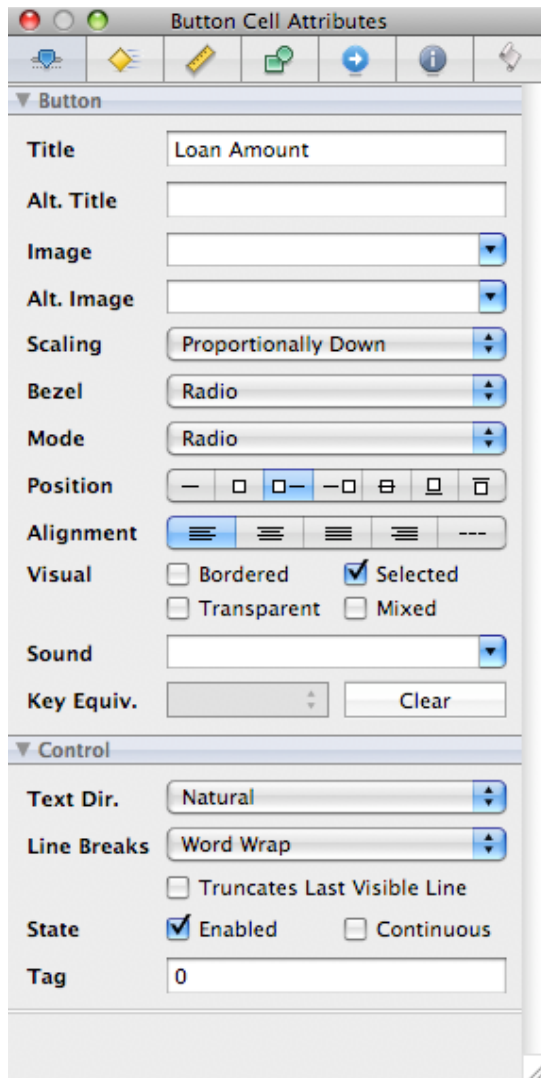 Button Cell Attributes
Button
Title Loan Amount
Alt. Title
Image
Alt. Image
Scaling Proportionally Down
Bezel Radio
Mode Radio
Position
Alignment
Visual Bordered Selected
Transparent Mixed
Sound
Key Equiv. Clear
Control
Text Dir. Natural
Line Breaks Word Wrap
Truncates Last Visible Line
State Enabled Continuous
Tag 0